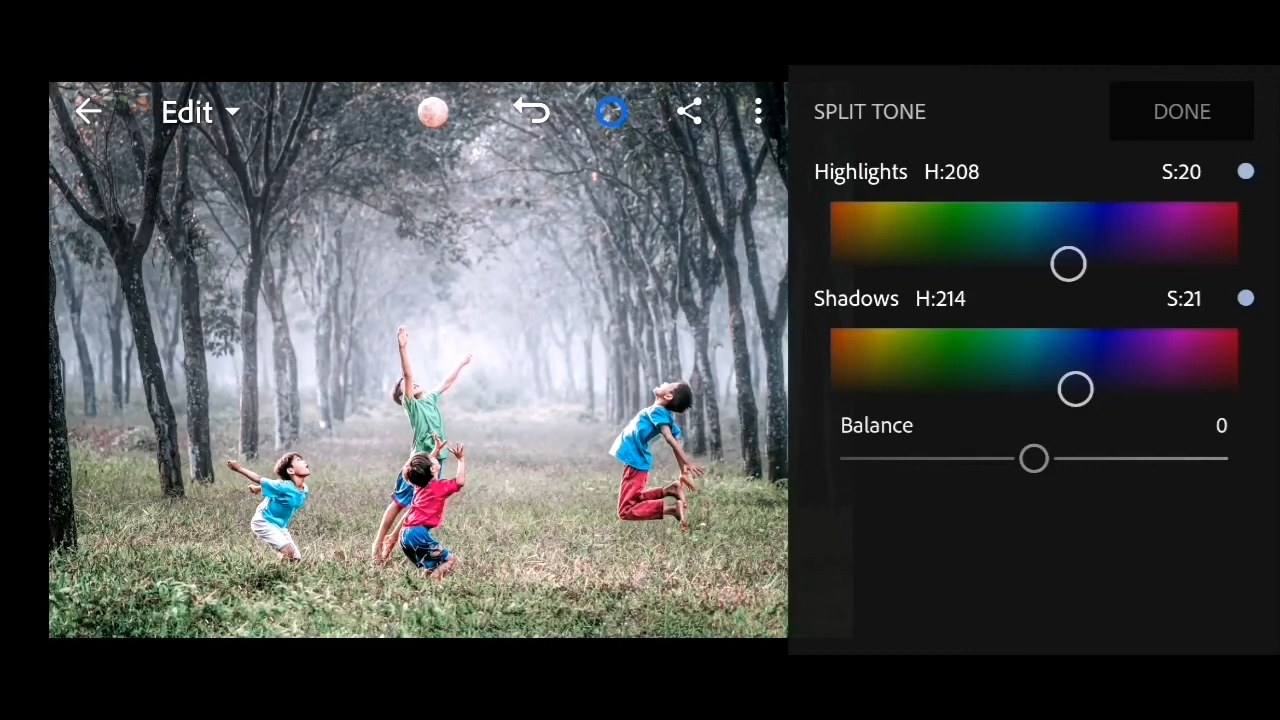 Edit
SPLIT TONE
DONE
Highlights H:208 S:20
Shadows H:214 S:21
Balance 0